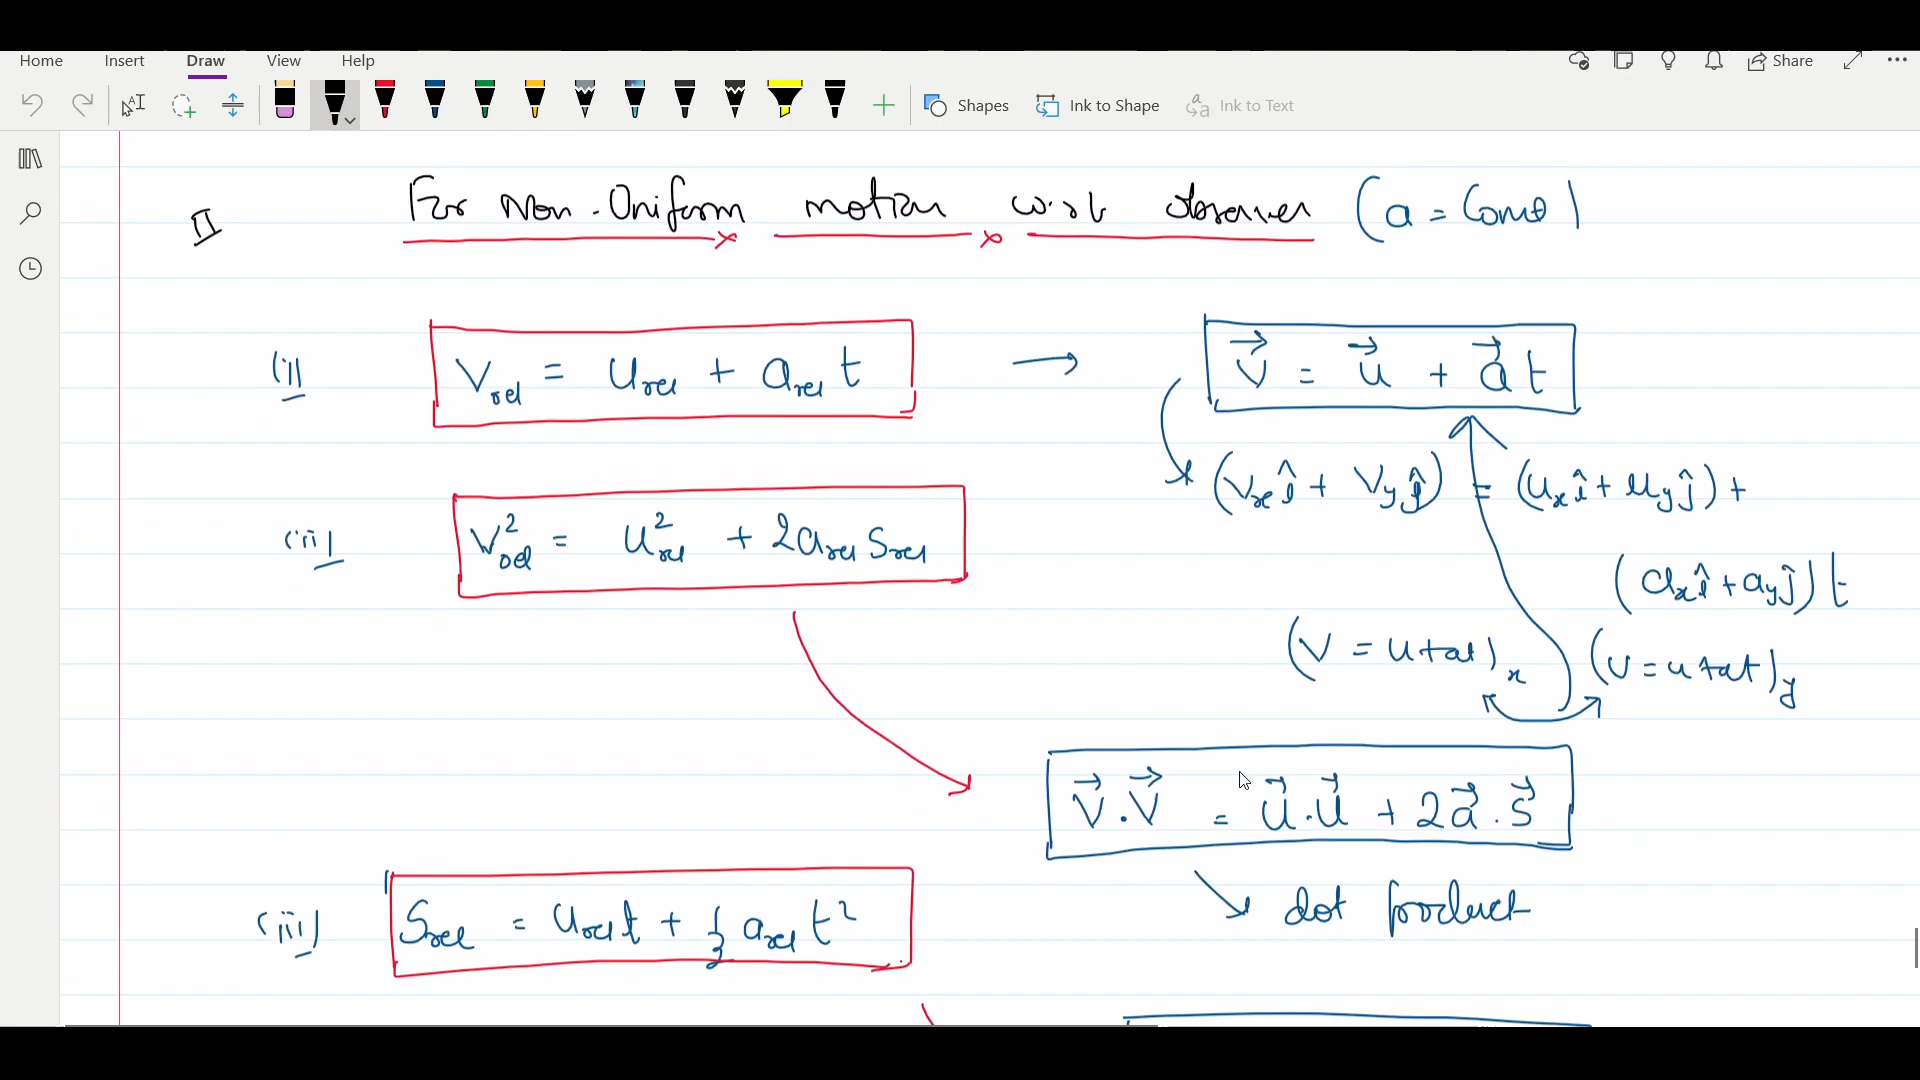 Home Insert Draw View Help Share
Shapes Ink to Shape Ink to Text
II For Non-Uniform motion w.r.t observer (a = Const)
(i) V_rel = u_rel + a_rel t → v⃗ = u⃗ + a⃗ t
(V_x î + V_y ĵ) = (u_x î + u_y ĵ) +
(ii) V²_rel = u²_rel + 2a_rel S_rel
(a_x î + a_y ĵ) t
(V = u + at)_x (v = u + at)_y
V⃗ . V⃗ = u⃗ . u⃗ + 2a⃗ . s⃗
↘ dot product
(iii) S_rel = u_rel t + 1/2 a_rel t²